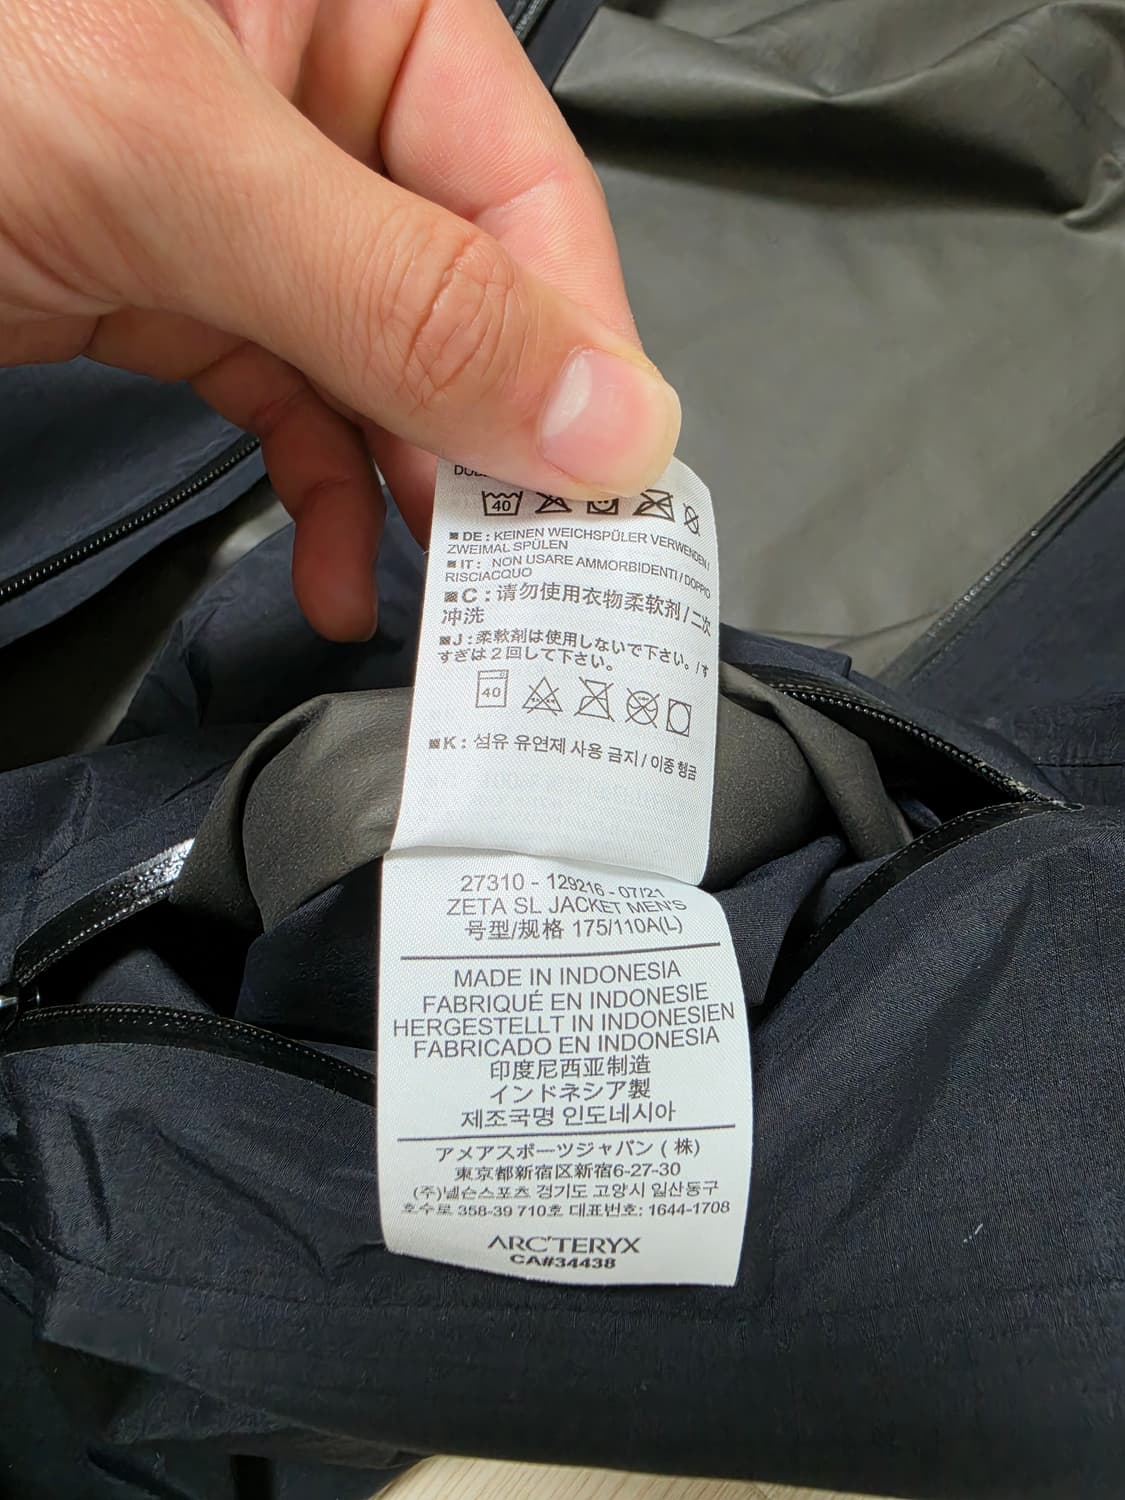 40
DE : KEINEN WEICHSPÜLER VERWENDEN /
ZWEIMAL SPÜLEN
IT : NON USARE AMMORBIDENTI / DOPPIO
RISCIACQUO
C : 请勿使用衣物柔软剂 / 二次
冲洗
J : 柔軟剤は使用しないで下さい。/ す
すぎは2回して下さい。
40
K : 섬유 유연제 사용 금지 / 이중 헹굼
27310 - 129216 - 07/21
ZETA SL JACKET MEN'S
号型/规格 175/110A(L)
MADE IN INDONESIA
FABRIQUÉ EN INDONESIE
HERGESTELLT IN INDONESIEN
FABRICADO EN INDONESIA
印度尼西亚制造
インドネシア製
제조국명 인도네시아
アメアスポーツジャパン ( 株)
東京都新宿区新宿6-27-30
(주)넬슨스포츠 경기도 고양시 일산동구
호수로 358-39 710호 대표번호: 1644-1708
ARC'TERYX
CA#34438